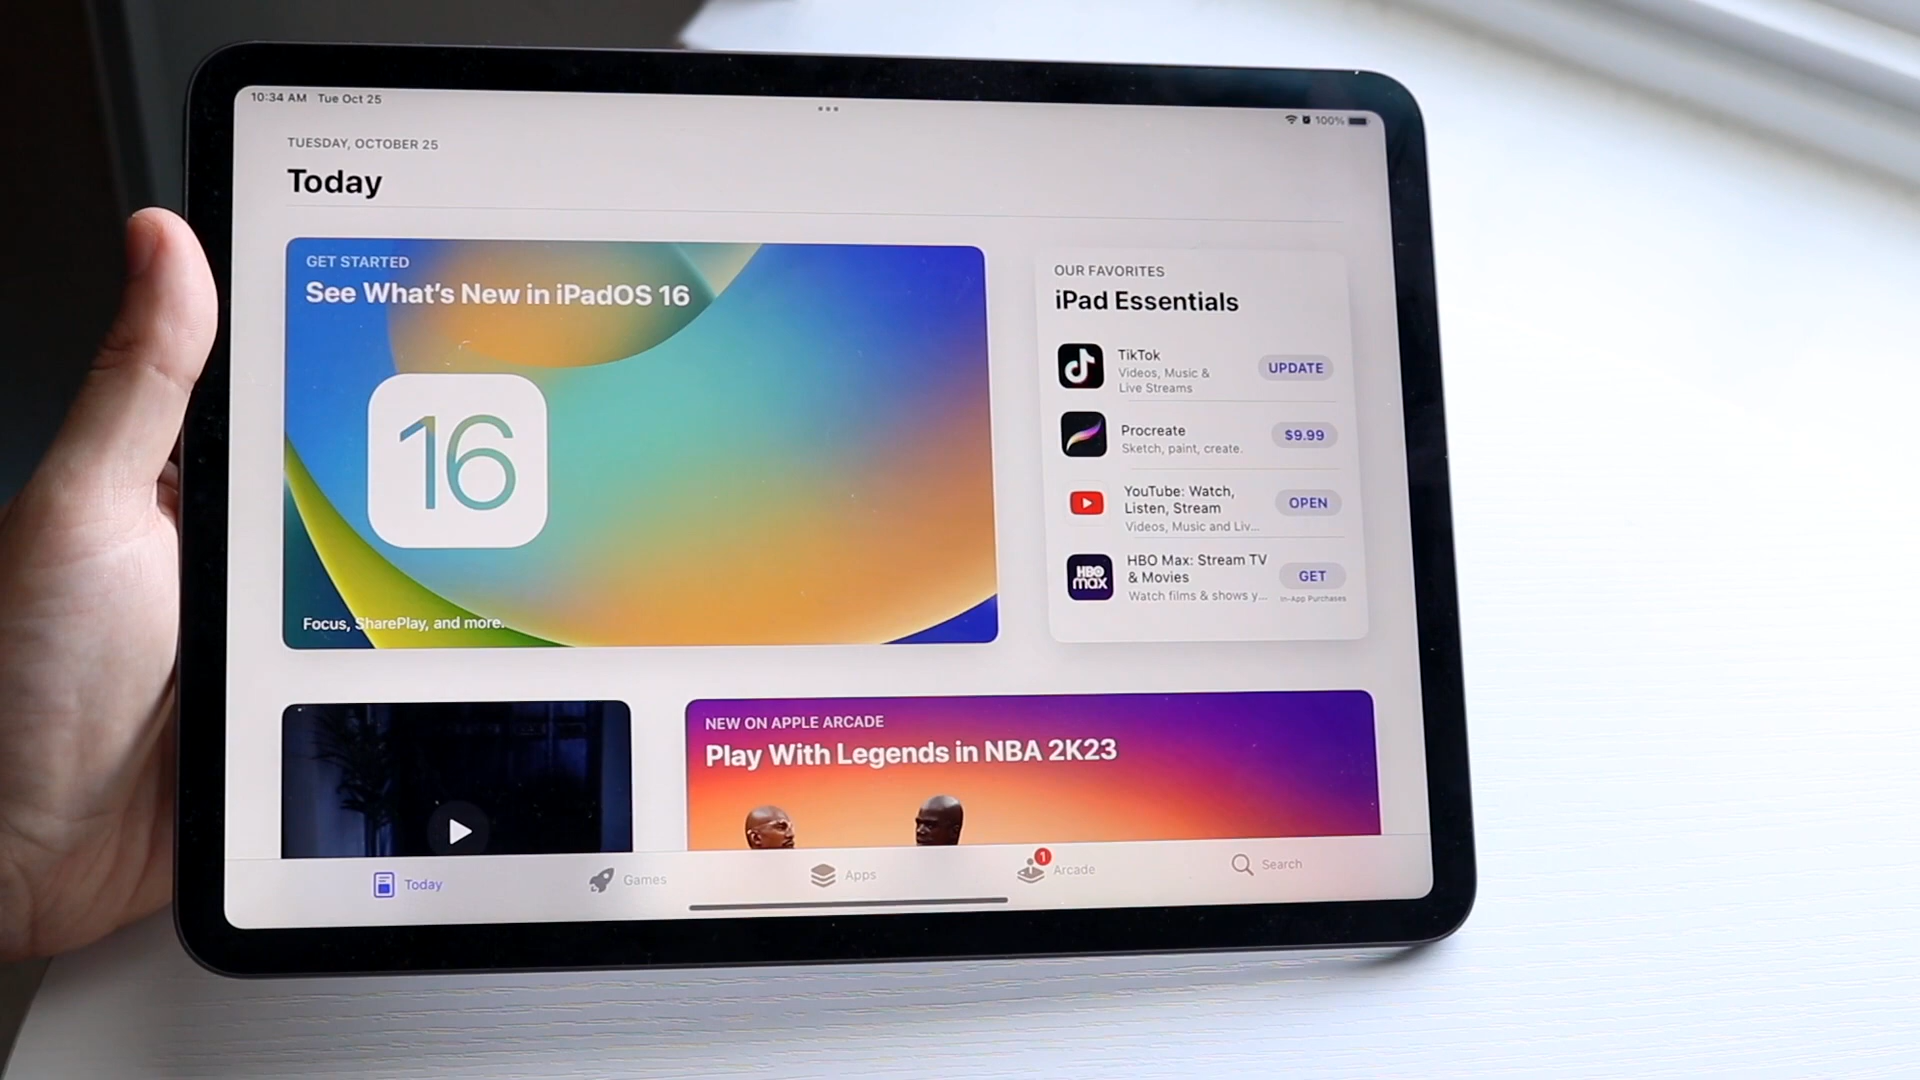 10:34 AM Tue Oct 25
100%
TUESDAY, OCTOBER 25
Today
GET STARTED
See What's New in iPadOS 16
16
Focus, SharePlay, and more.
OUR FAVORITES
iPad Essentials
TikTok
Videos, Music &
Live Streams
UPDATE
Procreate
Sketch, paint, create.
$9.99
YouTube: Watch,
Listen, Stream
Videos, Music and Liv...
OPEN
HBO
max
HBO Max: Stream TV
& Movies
Watch films & shows y...
GET
In-App Purchases
NEW ON APPLE ARCADE
Play With Legends in NBA 2K23
Today
Games
Apps
1
Arcade
Search